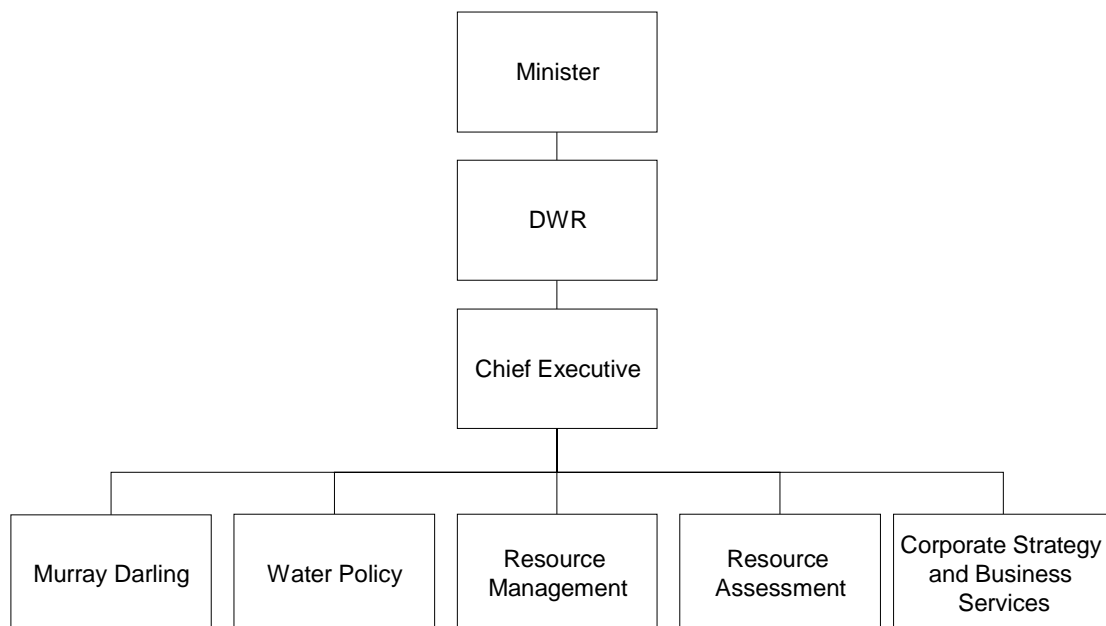 Minister
DWR
Chief Executive
Murray Darling
Water Policy
Resource
Management
Resource
Assessment
Corporate Strategy
and Business
Services